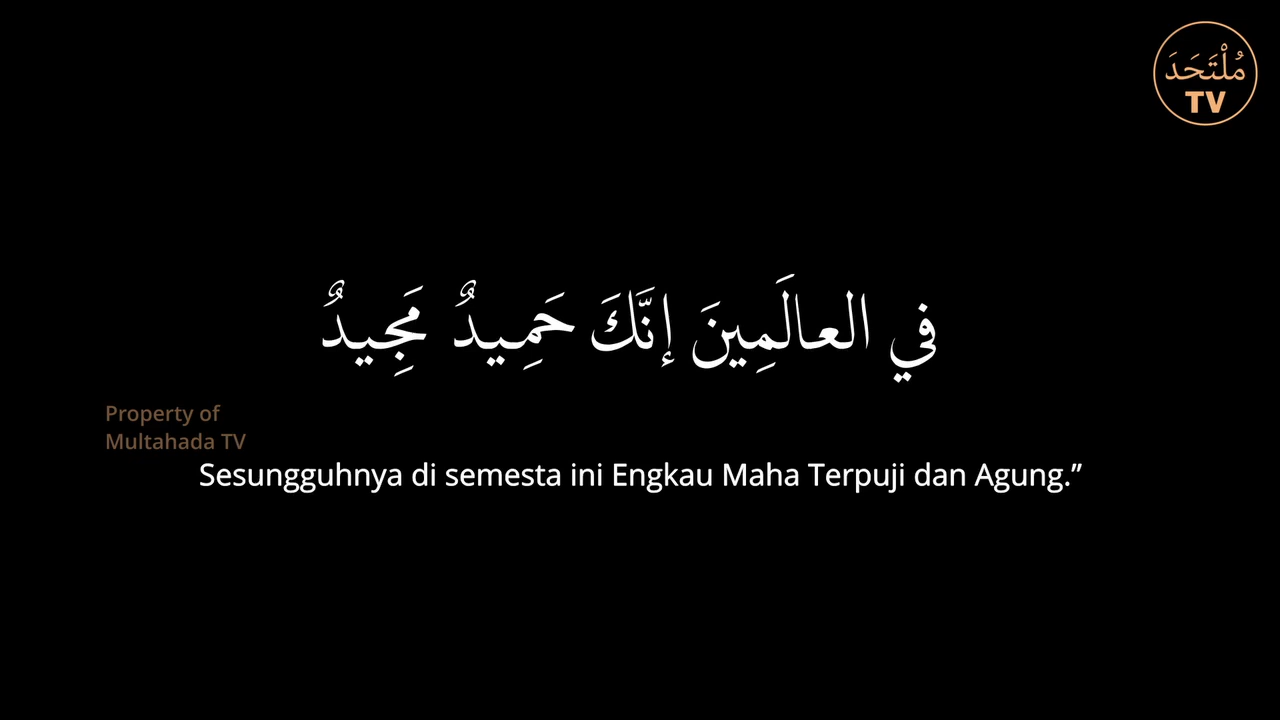 مُلْتَحَدَ
TV
في العالَمِينَ إنَّكَ حَمِيدٌ مَجِيدٌ
Property of
Multahada TV
Sesungguhnya di semesta ini Engkau Maha Terpuji dan Agung.”